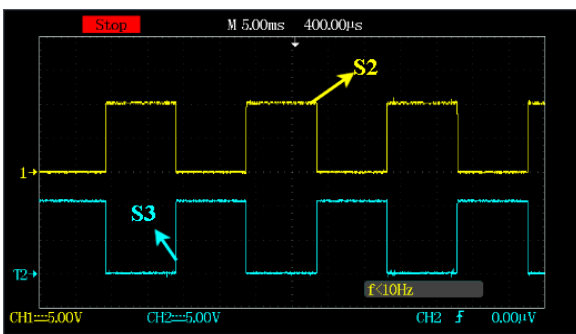 Stop M 5.00ms 400.00μs
S2
1
S3
T2
f<10Hz
CH1 5.00V CH2 5.00V CH2 0.00μV